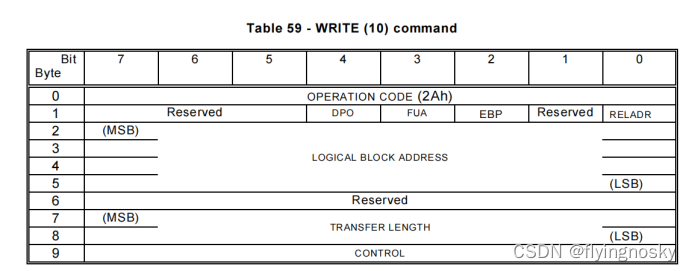 Table 59 - WRITE (10) command
Bit 7 6 5 4 3 2 1 0
Byte
0 OPERATION CODE (2Ah)
1 Reserved DPO FUA EBP Reserved RELADR
2 (MSB)
3
LOGICAL BLOCK ADDRESS
4
5 (LSB)
6 Reserved
7 (MSB)
TRANSFER LENGTH
8 (LSB)
9 CONTROL
CSDN @flyingnosky